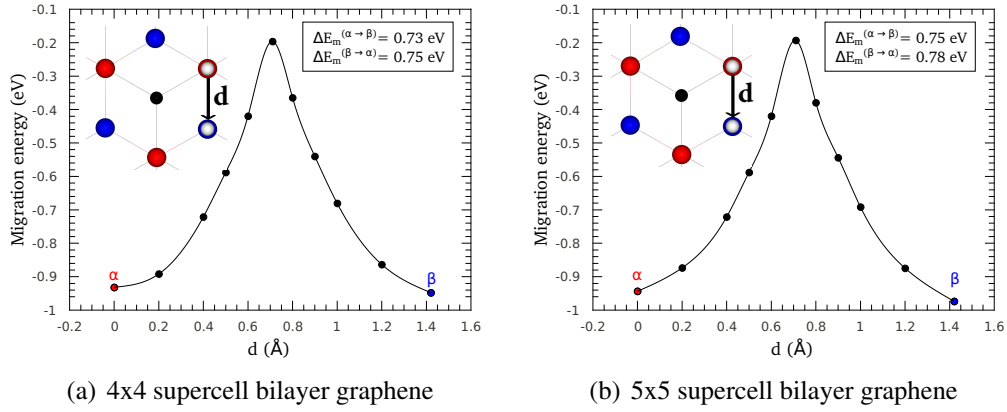 ΔE_m^(α → β) = 0.73 eV
ΔE_m^(β → α) = 0.75 eV
-0.1
-0.2
-0.3
-0.4
-0.5
-0.6
-0.7
-0.8
-0.9
-1
Migration energy (eV)
d
α
β
-0.2 0 0.2 0.4 0.6 0.8 1 1.2 1.4 1.6
d (Å)
(a) 4x4 supercell bilayer graphene
ΔE_m^(α → β) = 0.75 eV
ΔE_m^(β → α) = 0.78 eV
-0.1
-0.2
-0.3
-0.4
-0.5
-0.6
-0.7
-0.8
-0.9
-1
Migration energy (eV)
d
α
β
-0.2 0 0.2 0.4 0.6 0.8 1 1.2 1.4 1.6
d (Å)
(b) 5x5 supercell bilayer graphene